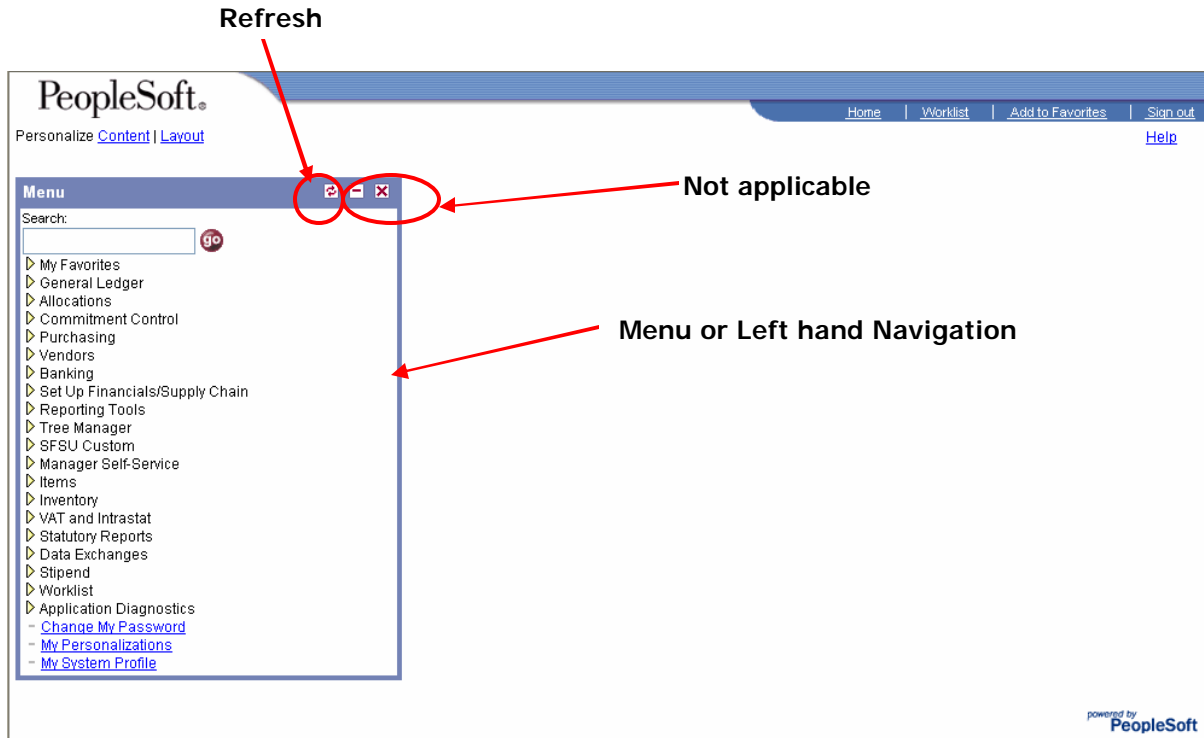 Refresh
PeopleSoft®
Home | Worklist | Add to Favorites | Sign out
Personalize Content | Layout
Help
Menu
Not applicable
Search:
go
My Favorites
General Ledger
Allocations
Commitment Control
Purchasing
Menu or Left hand Navigation
Vendors
Banking
Set Up Financials/Supply Chain
Reporting Tools
Tree Manager
SFSU Custom
Manager Self-Service
Items
Inventory
VAT and Intrastat
Statutory Reports
Data Exchanges
Stipend
Worklist
Application Diagnostics
- Change My Password
- My Personalizations
- My System Profile
powered by
PeopleSoft